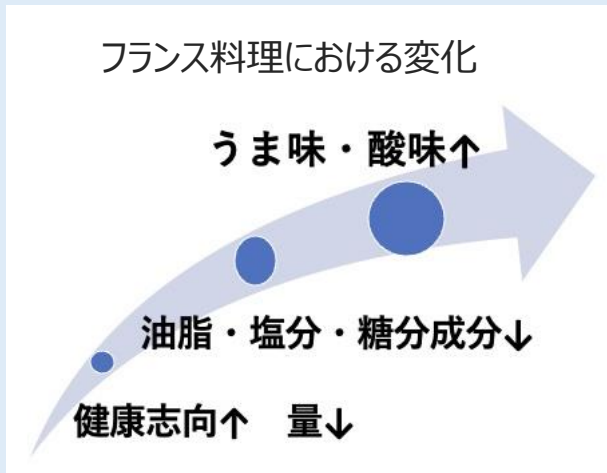 フランス料理における変化
うま味・酸味↑
油脂・塩分・糖分成分↓
健康志向↑　量↓